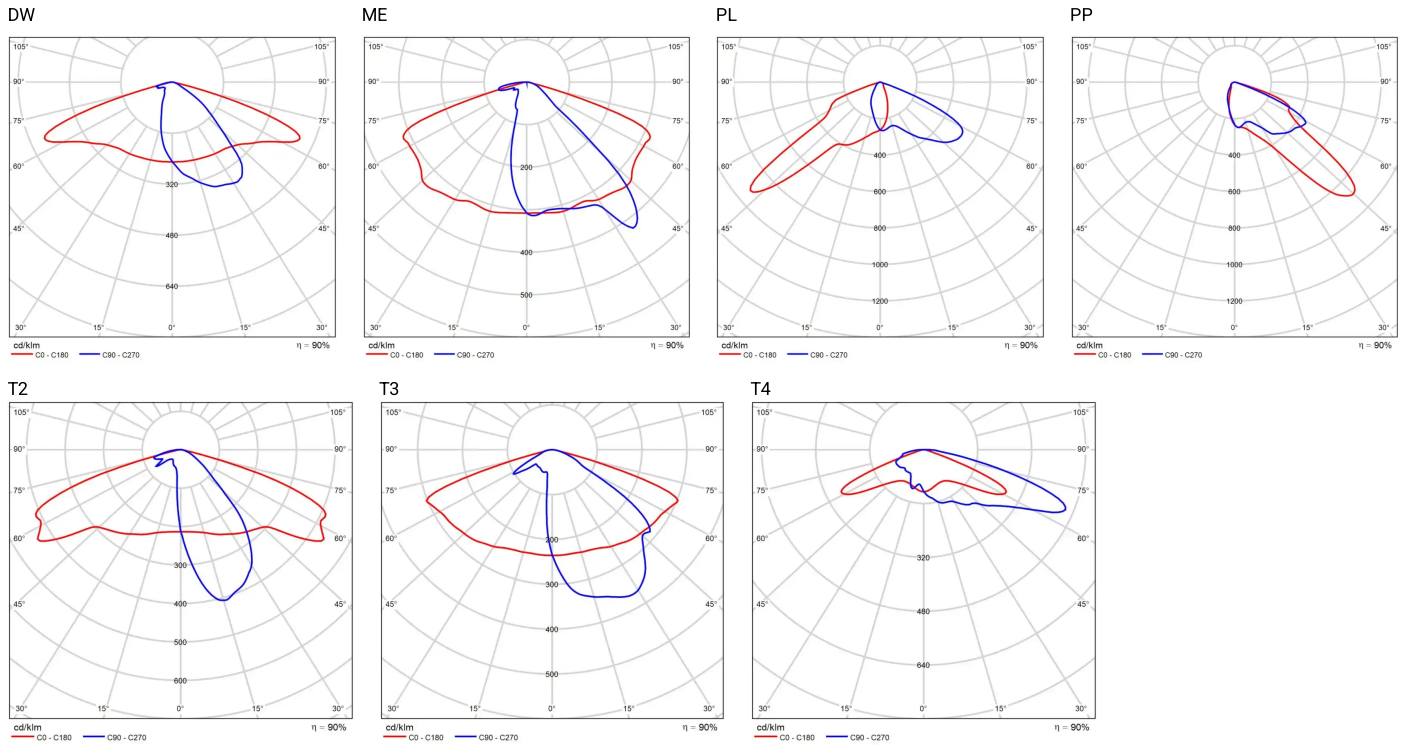 DW ME PL PP
105° 105° 105° 105° 105° 105° 105° 105°
90° 90° 90° 90° 90° 90° 90° 90°
75° 75° 75° 75° 75° 75° 75° 75°
400 400
60° 60° 200 60° 60° 60° 60° 60° 60°
320 600 600
45° 45° 45° 45° 45° 45° 45° 45°
480 400 800 800
1000 1000
640 500 1200 1200
30° 15° 0° 15° 30° 30° 15° 0° 15° 30° 30° 15° 0° 15° 30° 30° 15° 0° 15° 30°
cd/klm η = 90% cd/klm η = 90% cd/klm η = 90% cd/klm η = 90%
C0 - C180 C90 - C270 C0 - C180 C90 - C270 C0 - C180 C90 - C270 C0 - C180 C90 - C270
T2 T3 T4
105° 105° 105° 105° 105° 105°
90° 90° 90° 90° 90° 90°
75° 75° 75° 75° 75° 75°
60° 60° 60° 200 60° 60° 60°
300 300 320
45° 400 45° 45° 400 45° 45° 480 45°
500 500 640
600
30° 15° 0° 15° 30° 30° 15° 0° 15° 30° 30° 15° 0° 15° 30°
cd/klm η = 90% cd/klm η = 90% cd/klm η = 90%
C0 - C180 C90 - C270 C0 - C180 C90 - C270 C0 - C180 C90 - C270